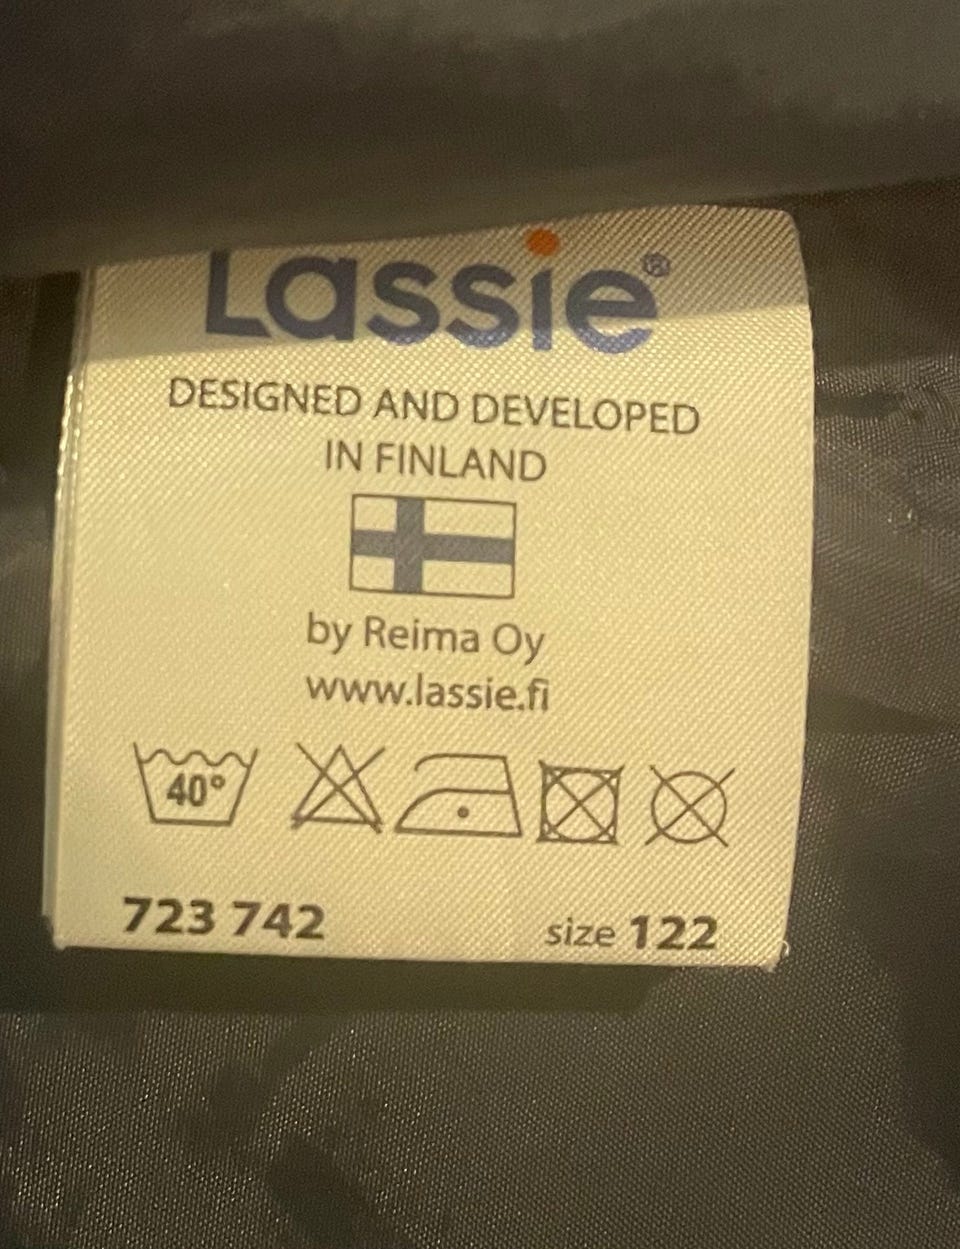 Lassie®
DESIGNED AND DEVELOPED
IN FINLAND
by Reima Oy
www.lassie.fi
40°
723 742 size 122